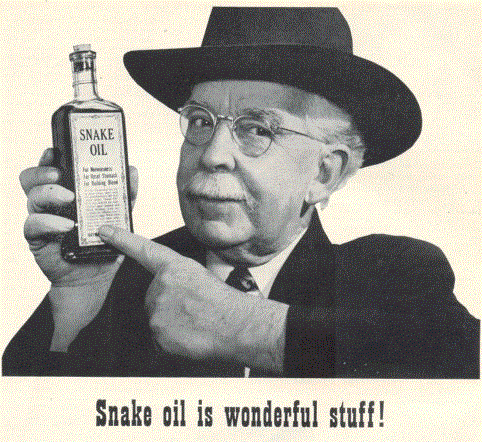 SNAKE
OIL
For Nervousness
For Upset Stomach
For Building Blood
Snake oil is wonderful stuff!